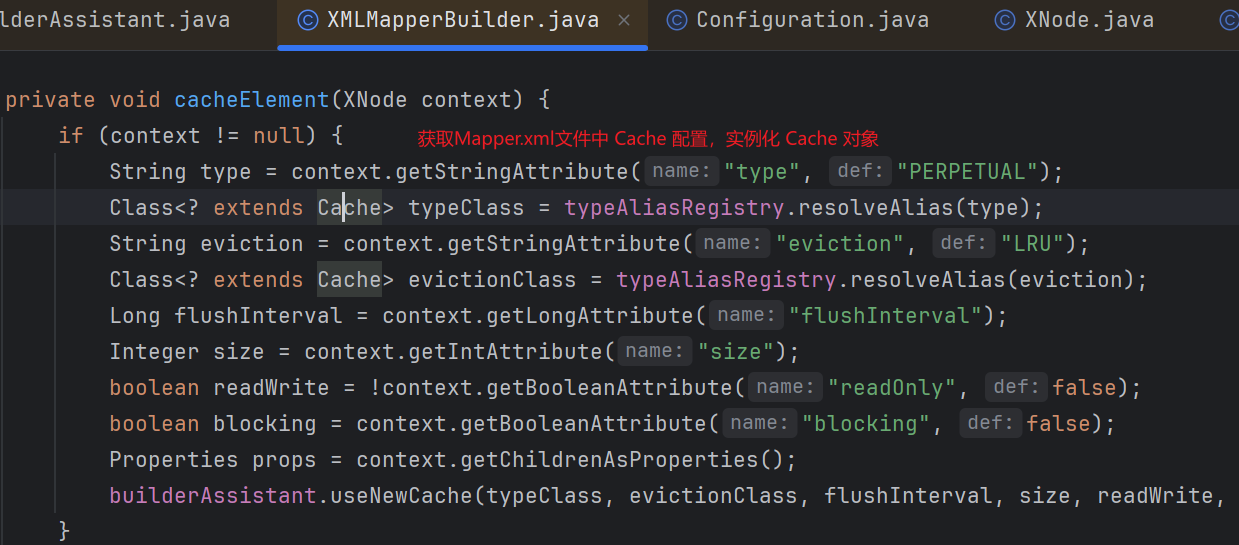 lderAssistant.java XMLMapperBuilder.java × Configuration.java XNode.java
private void cacheElement(XNode context) {
if (context != null) { 获取Mapper.xml文件中 Cache 配置，实例化 Cache 对象
String type = context.getStringAttribute( name: "type", def: "PERPETUAL");
Class<? extends Cache> typeClass = typeAliasRegistry.resolveAlias(type);
String eviction = context.getStringAttribute( name: "eviction", def: "LRU");
Class<? extends Cache> evictionClass = typeAliasRegistry.resolveAlias(eviction);
Long flushInterval = context.getLongAttribute( name: "flushInterval");
Integer size = context.getIntAttribute( name: "size");
boolean readWrite = !context.getBooleanAttribute( name: "readOnly", def: false);
boolean blocking = context.getBooleanAttribute( name: "blocking", def: false);
Properties props = context.getChildrenAsProperties();
builderAssistant.useNewCache(typeClass, evictionClass, flushInterval, size, readWrite,
}